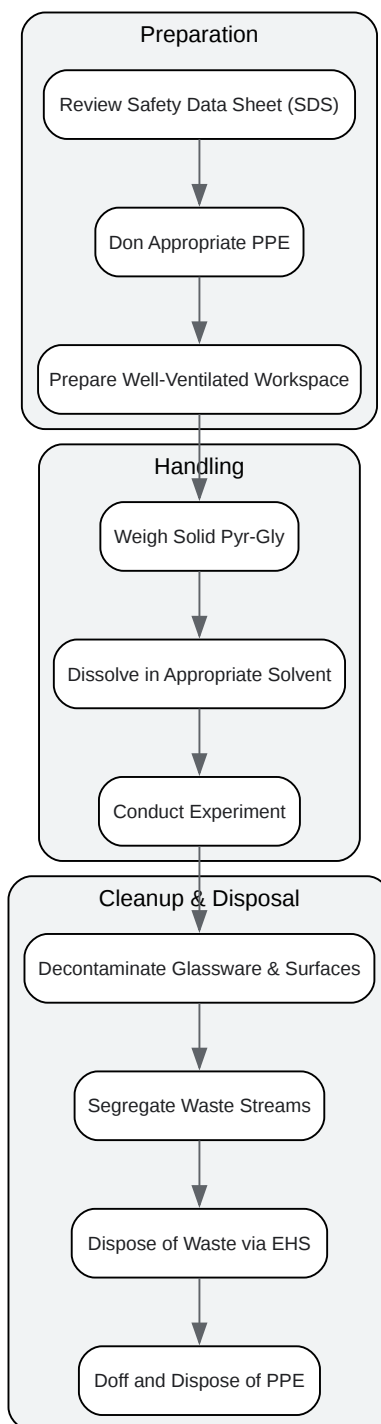 Preparation
Review Safety Data Sheet (SDS)
Don Appropriate PPE
Prepare Well-Ventilated Workspace
Handling
Weigh Solid Pyr-Gly
Dissolve in Appropriate Solvent
Conduct Experiment
Cleanup & Disposal
Decontaminate Glassware & Surfaces
Segregate Waste Streams
Dispose of Waste via EHS
Doff and Dispose of PPE